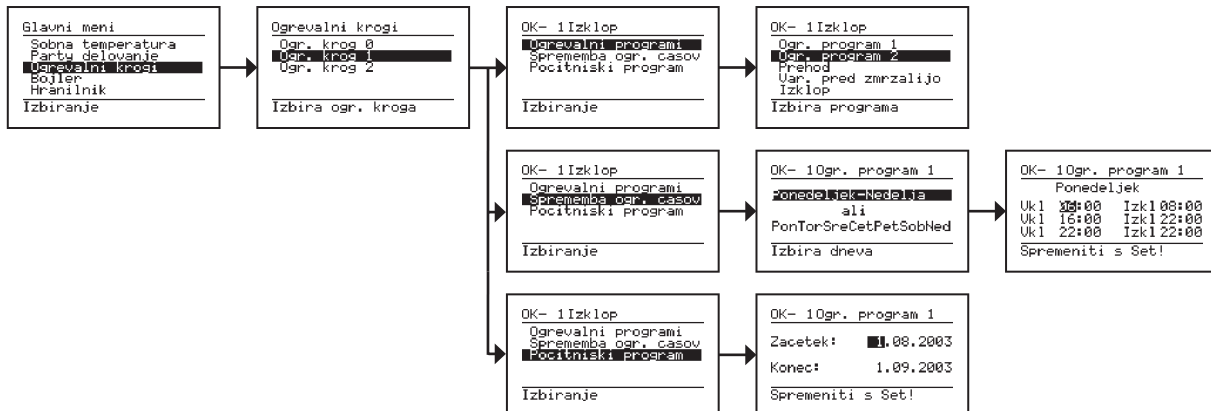 Glavni meni
Sobna temperatura
Party delovanje
Ogrevalni krogi
Bojler
Hranilnik
Izbiranje
Ogrevalni krogi
Ogr. krog 0
Ogr. krog 1
Ogr. krog 2
Izbira ogr. kroga
OK- 1Izklop
Ogrevalni programi
Sprememba ogr. casov
Pocitniski program
Izbiranje
OK- 1Izklop
Ogr. program 1
Ogr. program 2
Prehod
Var. pred zmrzalijo
Izklop
Izbira programa
OK- 1Izklop
Ogrevalni programi
Sprememba ogr. casov
Pocitniski program
Izbiranje
OK- 1Ogr. program 1
Ponedeljek-Nedelja
ali
PonTorSreCetPetSobNed
Izbira dneva
OK- 1Ogr. program 1
Ponedeljek
Vkl 06:00 Izkl08:00
Vkl 16:00 Izkl22:00
Vkl 22:00 Izkl22:00
Spremeniti s Set!
OK- 1Izklop
Ogrevalni programi
Sprememba ogr. casov
Pocitniski program
Izbiranje
OK- 1Ogr. program 1
Zacetek: 1.08.2003
Konec: 1.09.2003
Spremeniti s Set!